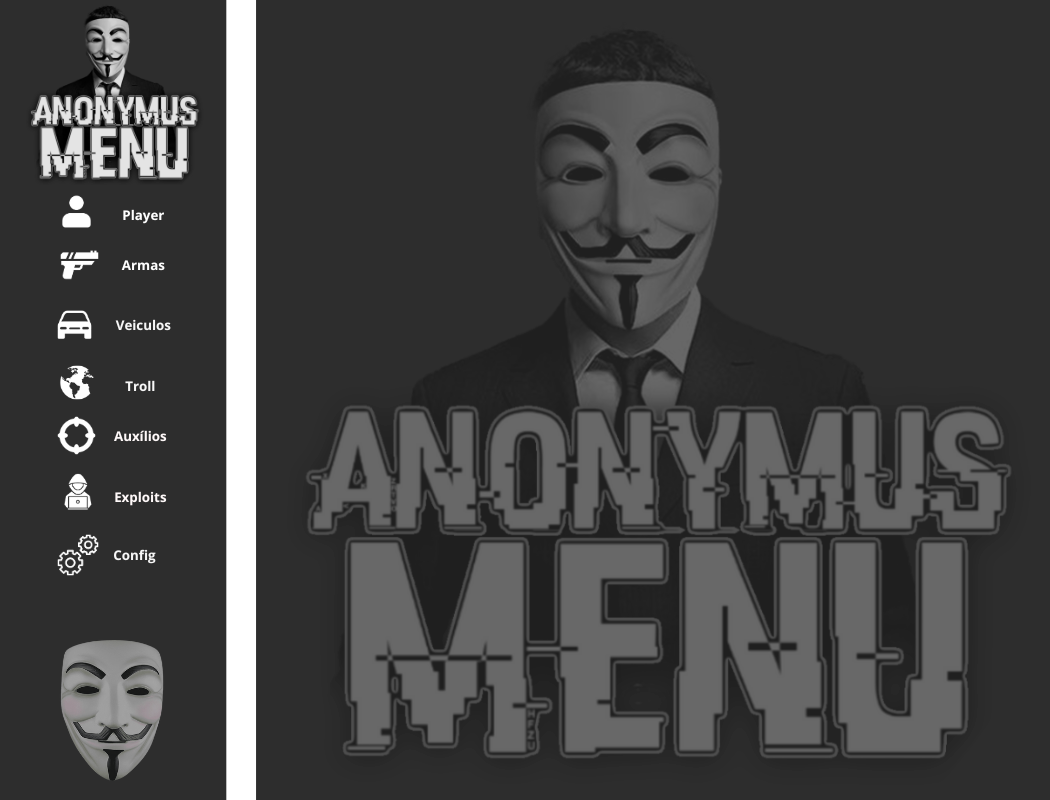 ANONYMUS
MENU
Player
Armas
Veiculos
Troll
Auxílios
Exploits
Config
ANONYMUS
MENU